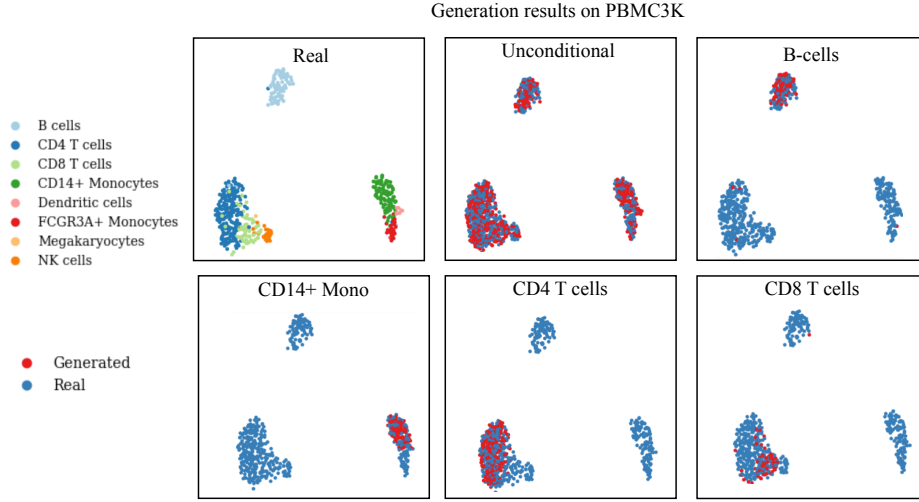 Generation results on PBMC3K
Real
Unconditional
B-cells
B cells
CD4 T cells
CD8 T cells
CD14+ Monocytes
Dendritic cells
FCGR3A+ Monocytes
Megakaryocytes
NK cells
CD14+ Mono
CD4 T cells
CD8 T cells
Generated
Real